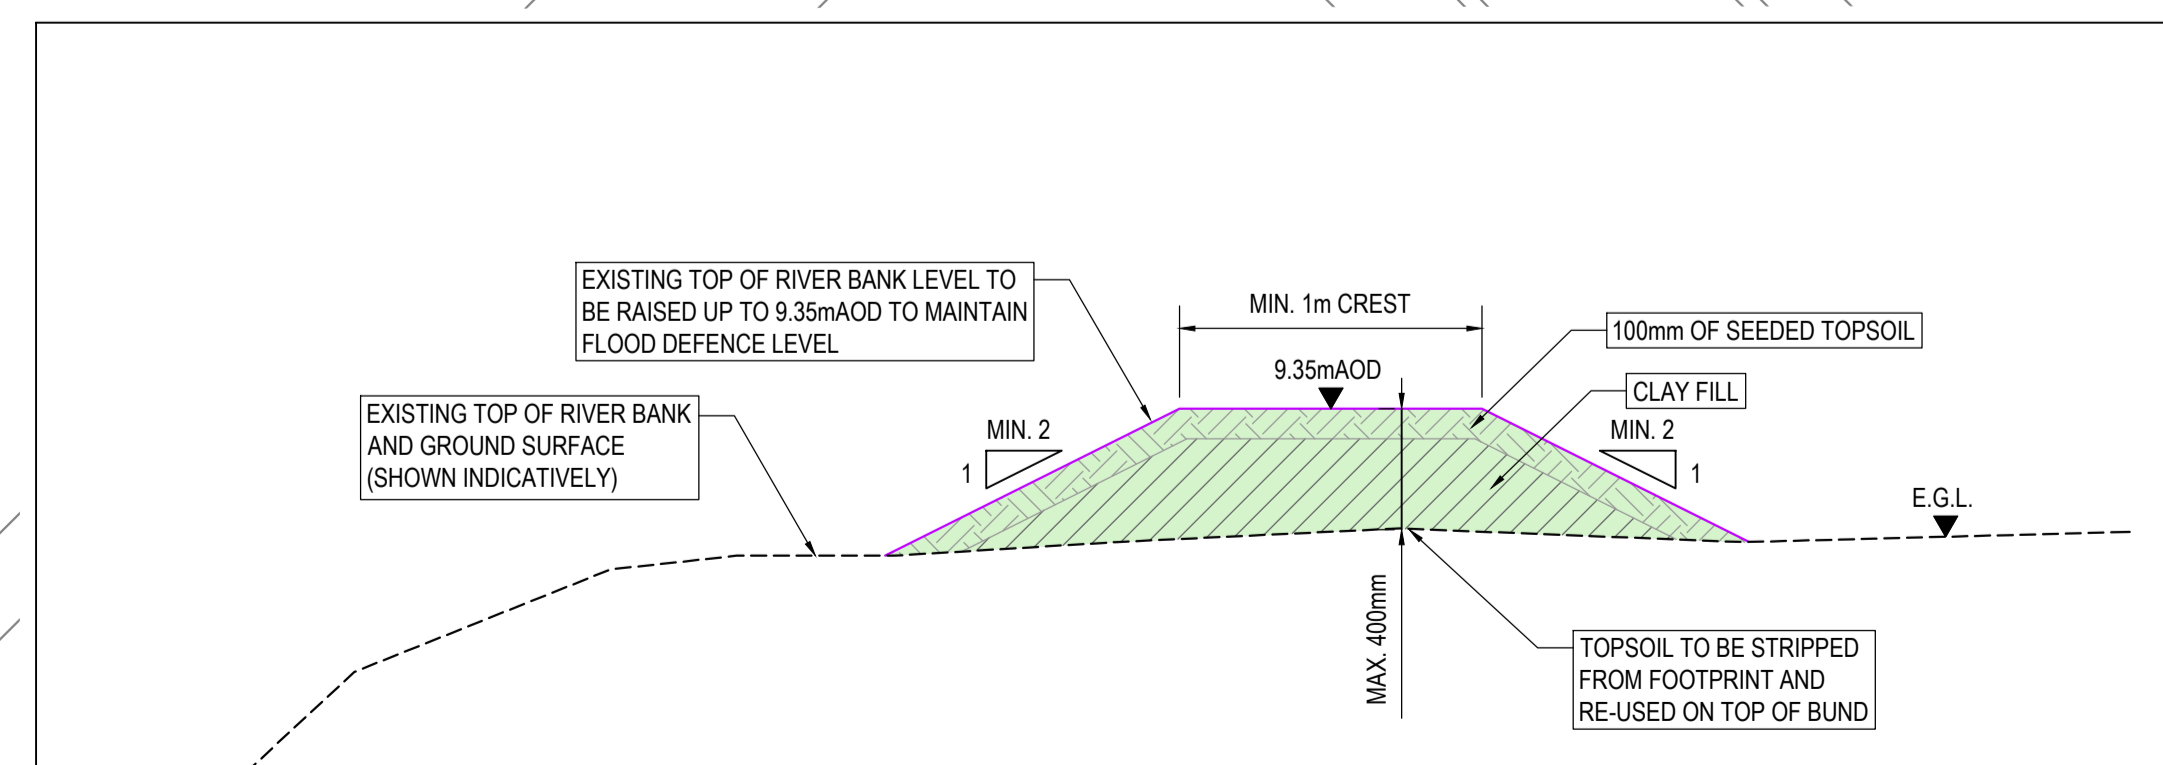 EXISTING TOP OF RIVER BANK LEVEL TO
BE RAISED UP TO 9.35mAOD TO MAINTAIN
FLOOD DEFENCE LEVEL
MIN. 1m CREST
100mm OF SEEDED TOPSOIL
9.35mAOD
CLAY FILL
EXISTING TOP OF RIVER BANK
AND GROUND SURFACE
(SHOWN INDICATIVELY)
MIN. 2
1
MIN. 2
1
E.G.L.
MAX. 400mm
TOPSOIL TO BE STRIPPED
FROM FOOTPRINT AND
RE-USED ON TOP OF BUND